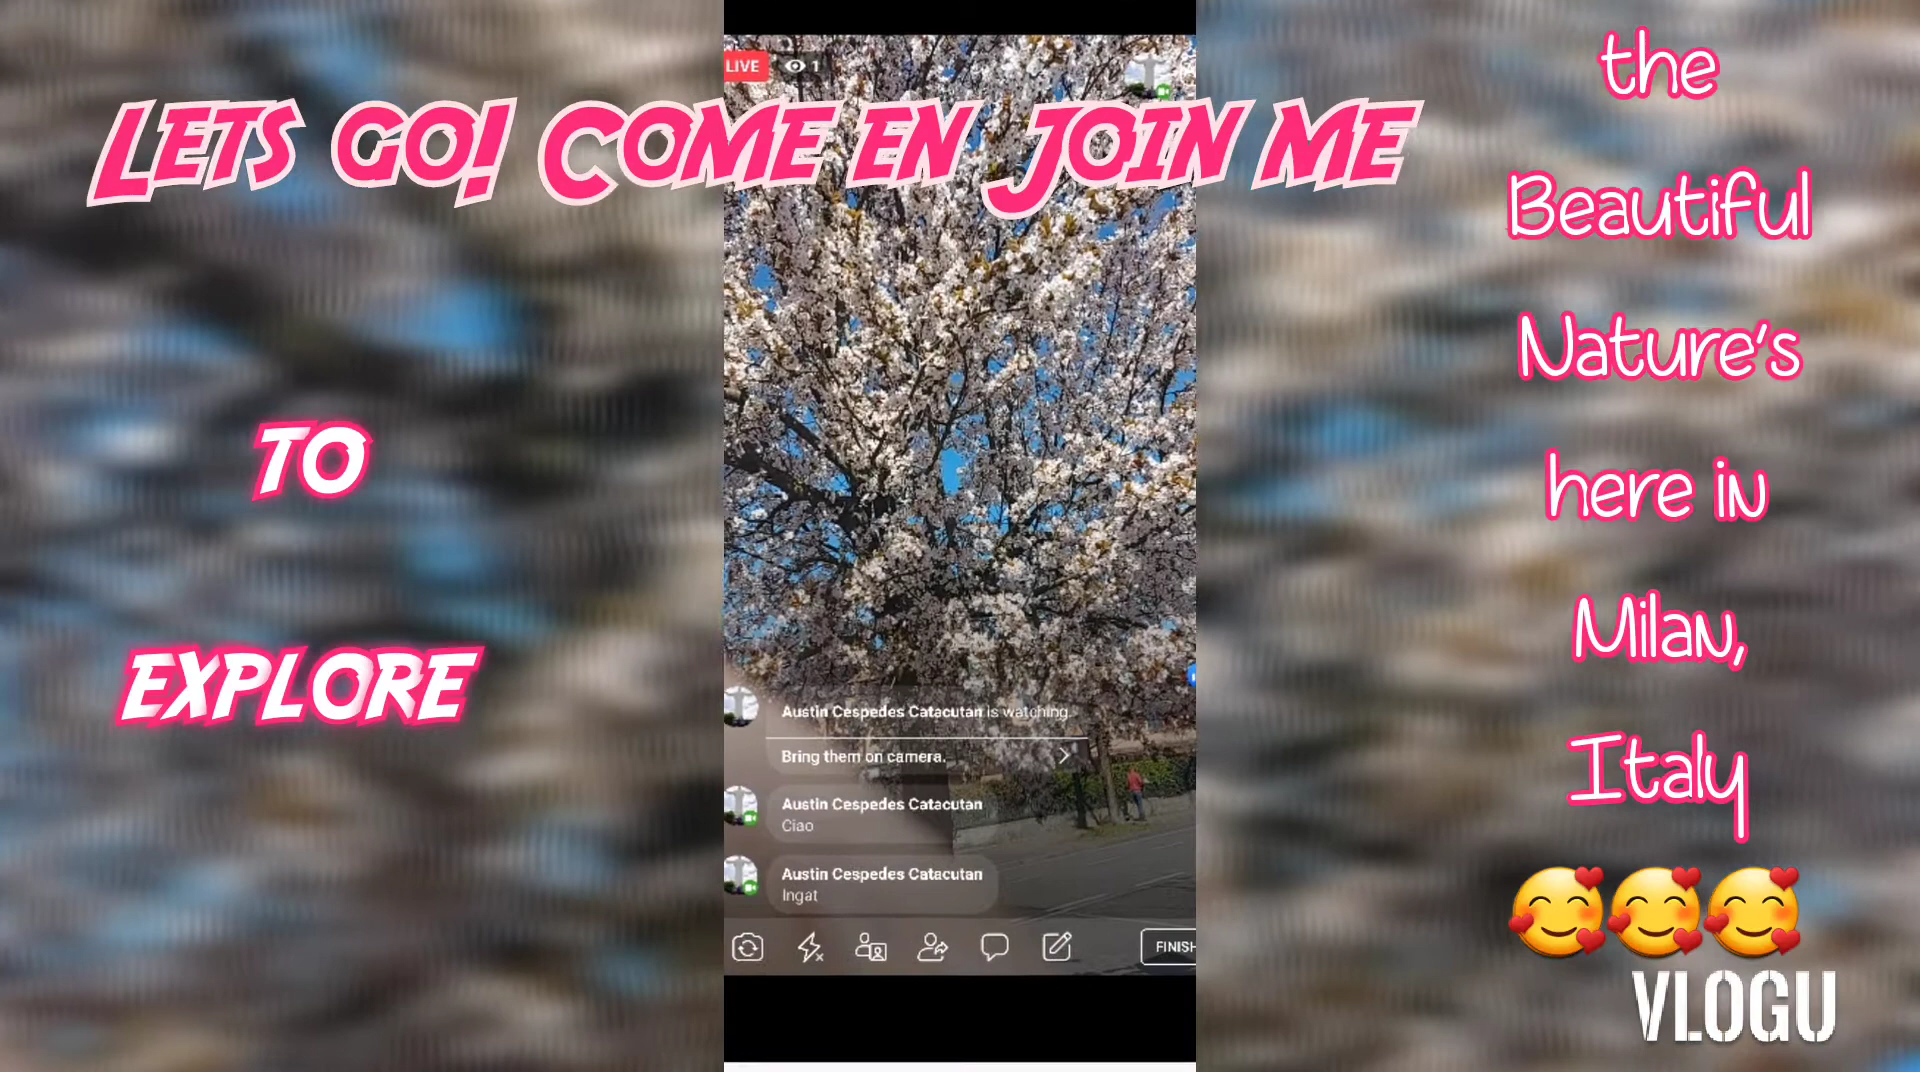 LIVE 1
LETS GO! COME EN JOIN ME
TO
EXPLORE
the
Beautiful
Nature's
here in
Milan,
Italy
Austin Cespedes Catacutan is watching.
Bring them on camera.
Austin Cespedes Catacutan
Ciao
Austin Cespedes Catacutan
Ingat
FINISH
VLOGU